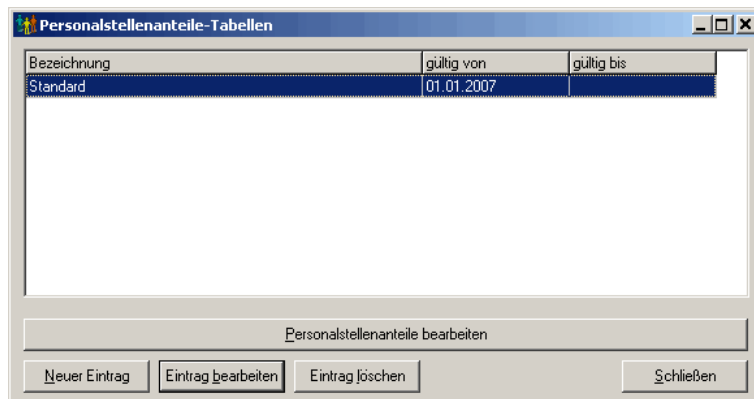 Personalstellenanteile-Tabellen
Bezeichnung gültig von gültig bis
Standard 01.01.2007
Personalstellenanteile bearbeiten
Neuer Eintrag Eintrag bearbeiten Eintrag löschen Schließen